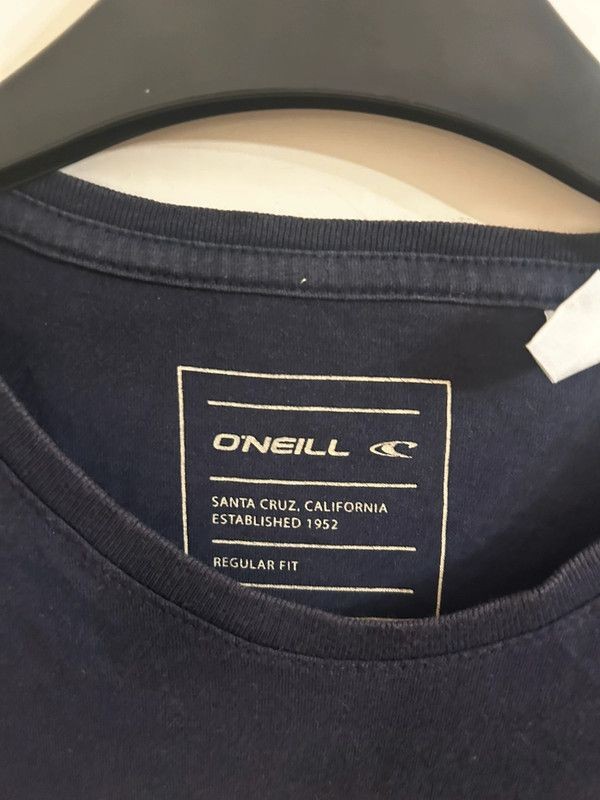 O'NEILL
SANTA CRUZ, CALIFORNIA
ESTABLISHED 1952
REGULAR FIT